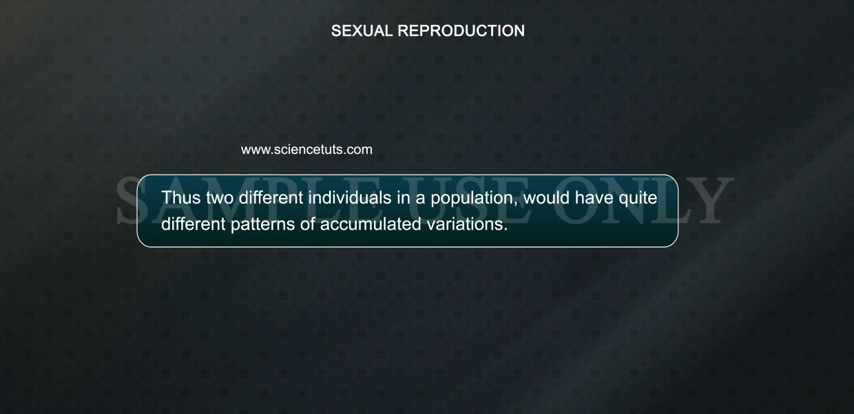 SEXUAL REPRODUCTION
www.sciencetuts.com
SAMPLE USE ONLY
Thus two different individuals in a population, would have quite
different patterns of accumulated variations.